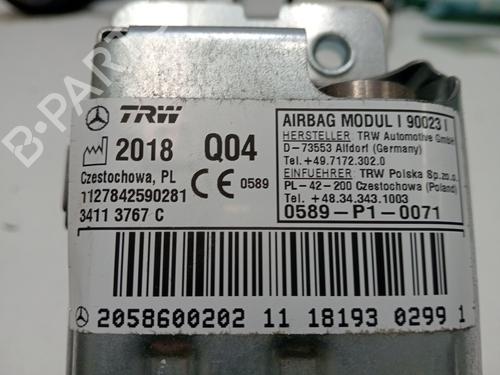 TRW
2018 Q04
Czestochowa, PL
1127842590281
3411 3767 C
CE 0589
AIRBAG MODUL I 90023 I
HERSTELLER: TRW Automotive GmbH
D-73553 Alfdorf (Germany)
Tel.+49.7172.302.0
EINFUEHRER: TRW Polska Sp.zo.o.
PL-42-200 Czestochowa (Poland)
Tel.+48.34.343.1003
0589-P1-0071
2058600202 11 18193 0299 1
B-PARTS